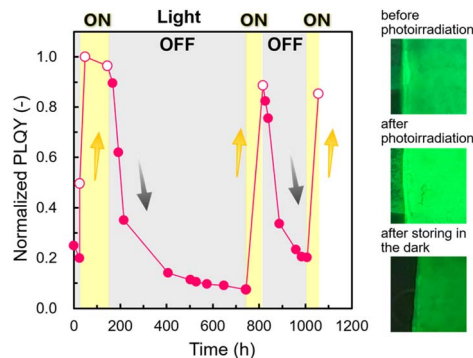 ON
Light
ON
ON
OFF
OFF
Normalized PLQY (-)
1.0
0.8
0.6
0.4
0.2
0.0
0
200
400
600
800
1000
1200
Time (h)
before
photoirradiation
after
photoirradiation
after storing in
the dark